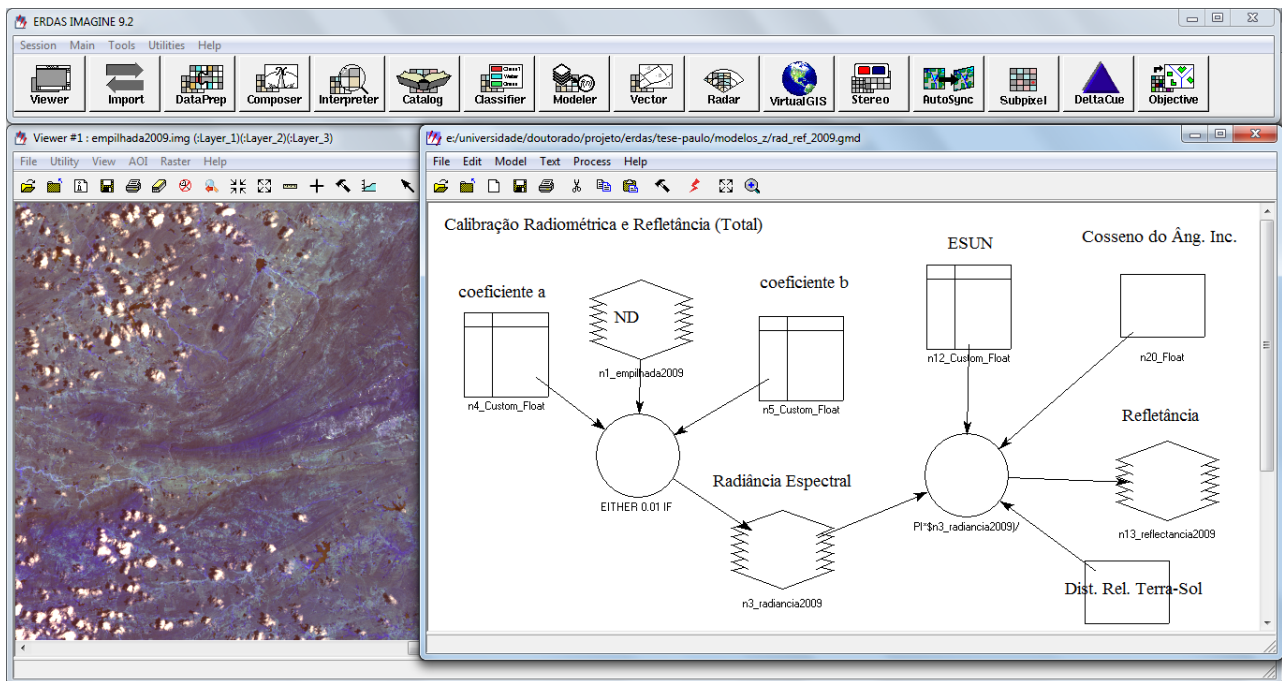 ERDAS IMAGINE 9.2
Session Main Tools Utilities Help
Viewer Import DataPrep Composer Interpreter Catalog Classifier Modeler Vector Radar VirtualGIS Stereo AutoSync Subpixel DeltaCue Objective
Viewer #1 : empilhada2009.img (:Layer_1)(:Layer_2)(:Layer_3)
File Utility View AOI Raster Help
e:/universidade/doutorado/projeto/erdas/tese-paulo/modelos_z/rad_ref_2009.gmd
File Edit Model Text Process Help
Calibração Radiométrica e Refletância (Total)
ESUN
Cosseno do Âng. Inc.
coeficiente a
ND
coeficiente b
n4_Custom_Float
n1_empilhada2009
n5_Custom_Float
n12_Custom_Float
n20_Float
Refletância
EITHER 0.01 IF
Radiância Espectral
PI*$n3_radiancia2009)/
n13_reflectancia2009
n3_radiancia2009
Dist. Rel. Terra-Sol